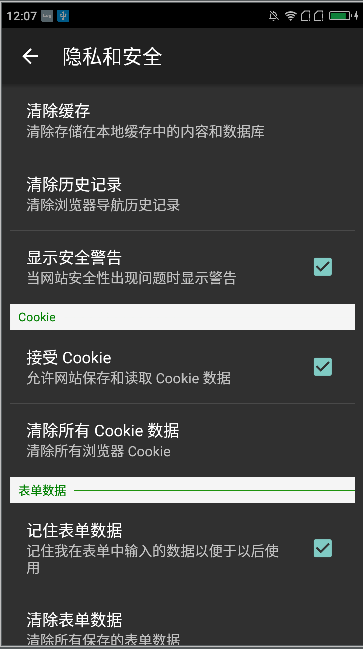 12:07
隐私和安全
清除缓存
清除存储在本地缓存中的内容和数据库
清除历史记录
清除浏览器导航历史记录
显示安全警告
当网站安全性出现问题时显示警告
Cookie
接受 Cookie
允许网站保存和读取 Cookie 数据
清除所有 Cookie 数据
清除所有浏览器 Cookie
表单数据
记住表单数据
记住我在表单中输入的数据以便于以后使
用
清除表单数据
清除所有保存的表单数据